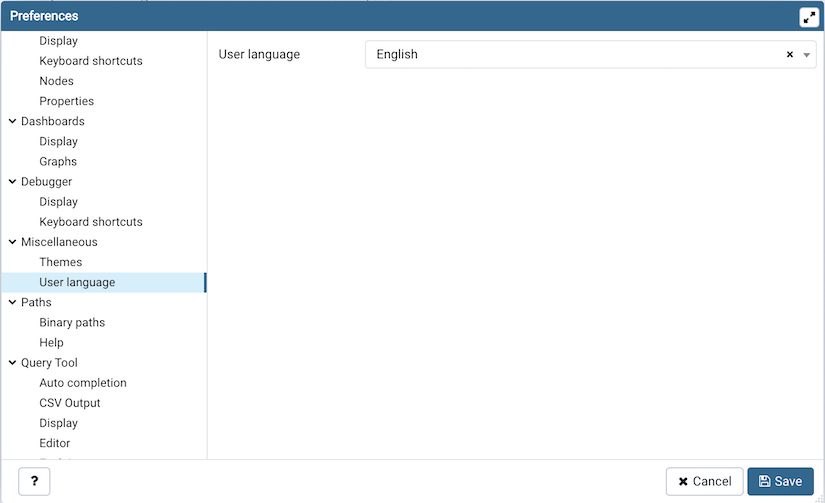 Preferences
Display
Keyboard shortcuts
Nodes
Properties
Dashboards
Display
Graphs
Debugger
Display
Keyboard shortcuts
Miscellaneous
Themes
User language
Paths
Binary paths
Help
Query Tool
Auto completion
CSV Output
Display
Editor
User language
English
?
Cancel
Save